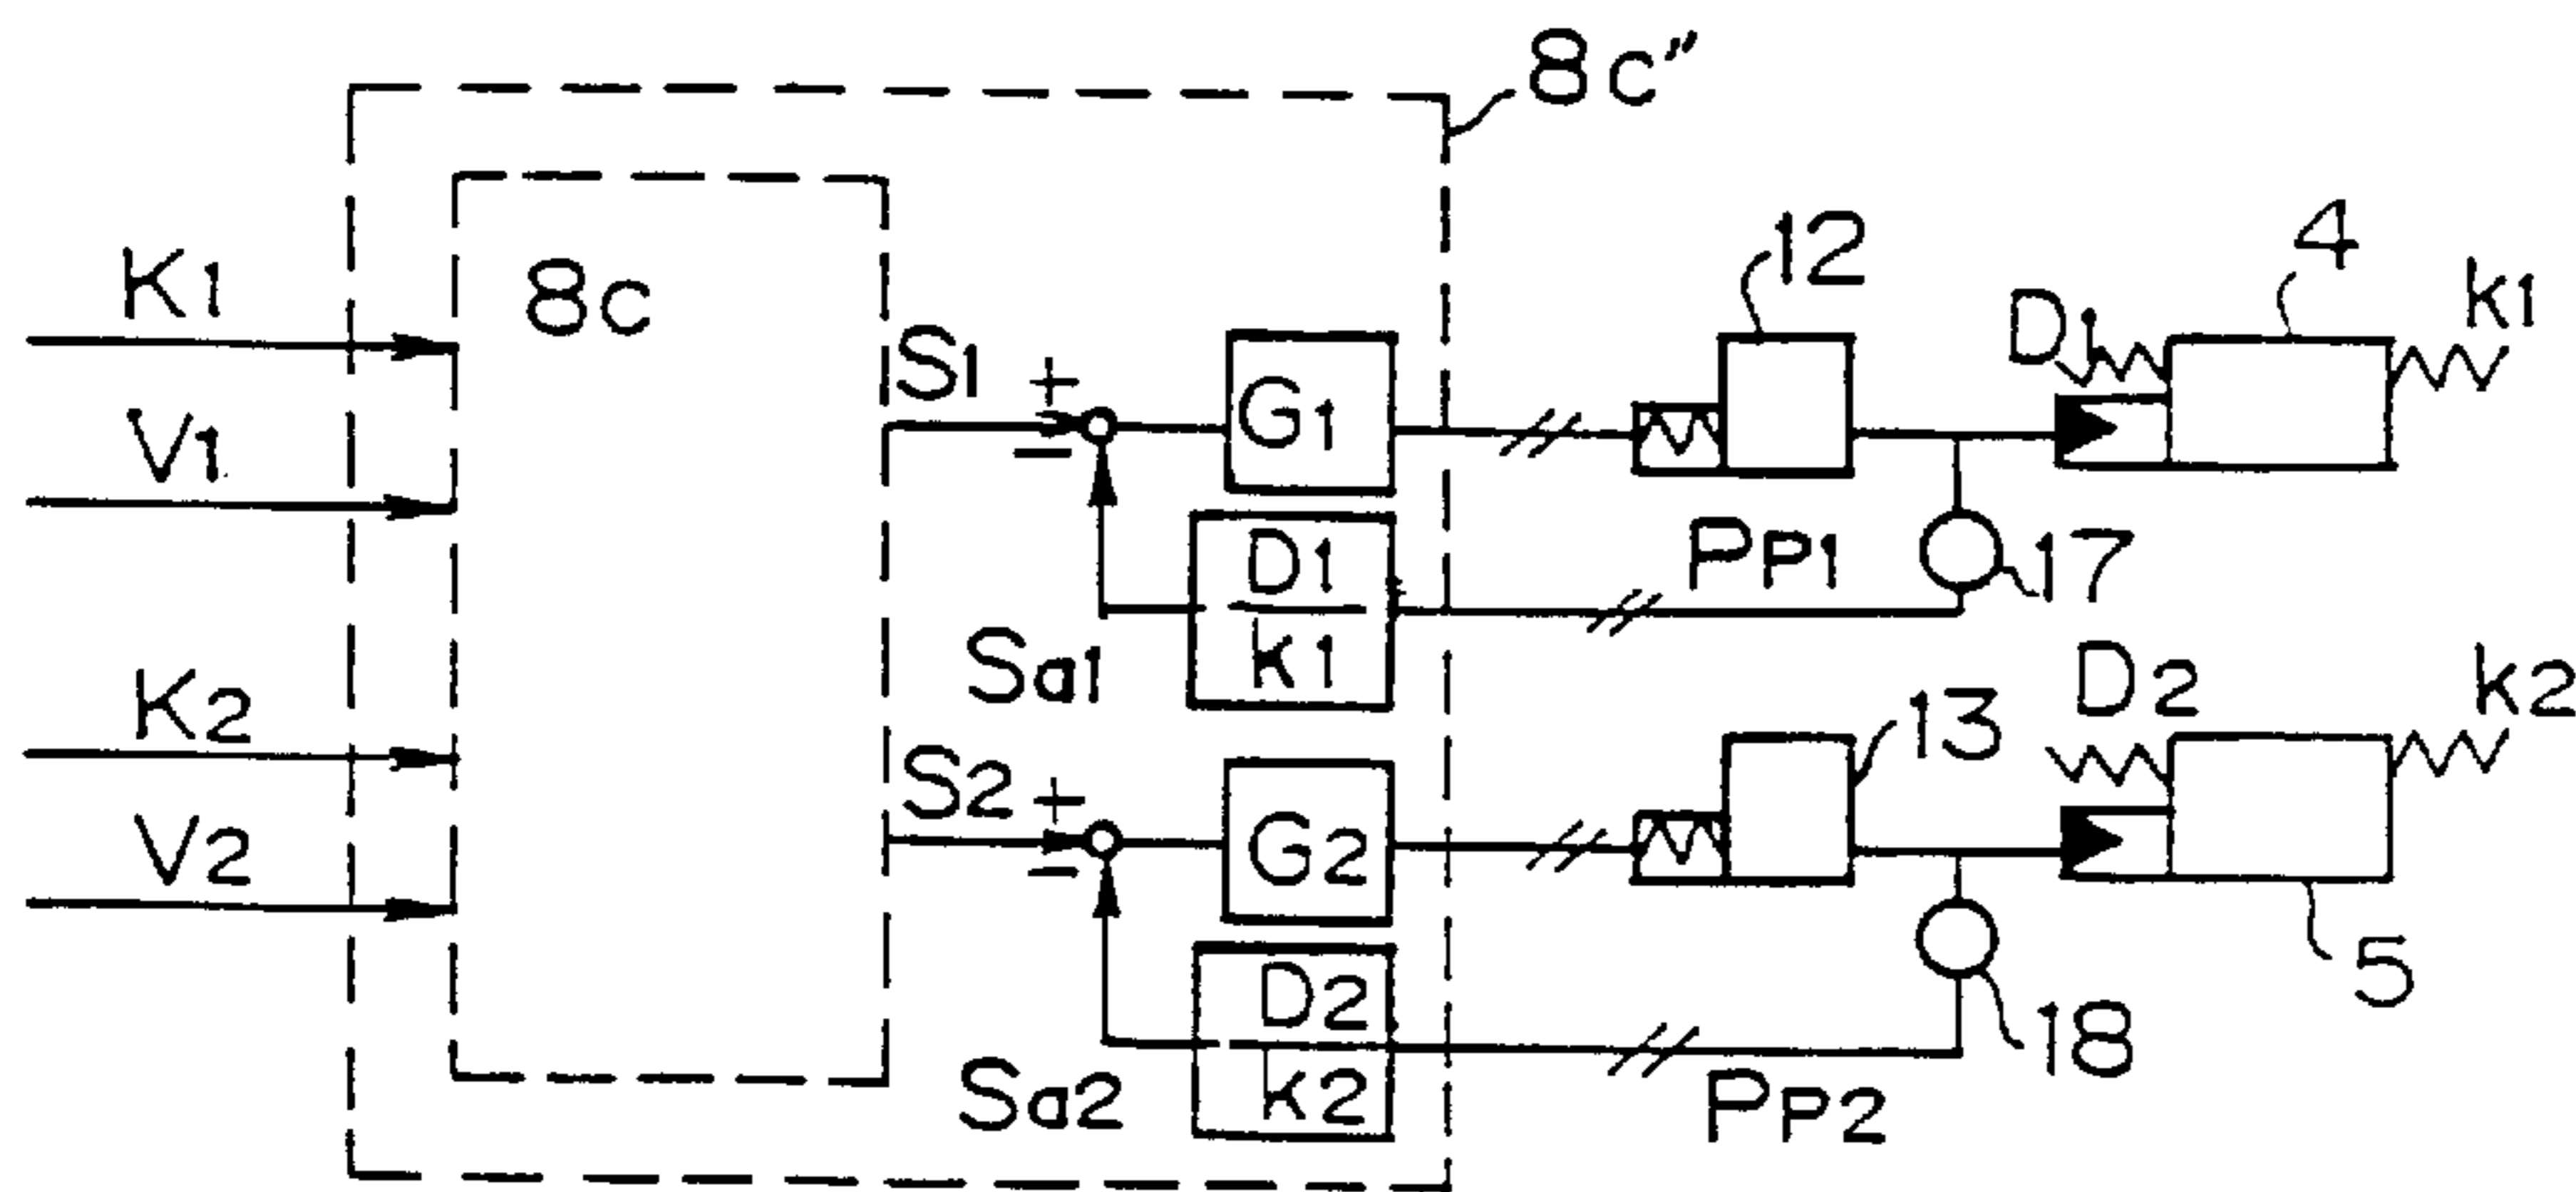 8c"
K1
8c
12
4
D1
k1
V1
S1
+
−
G1
D1
k1
PP1
17
Sa1
K2
13
D2
k2
S2
+
−
G2
V2
D2
k2
18
5
Sa2
PP2